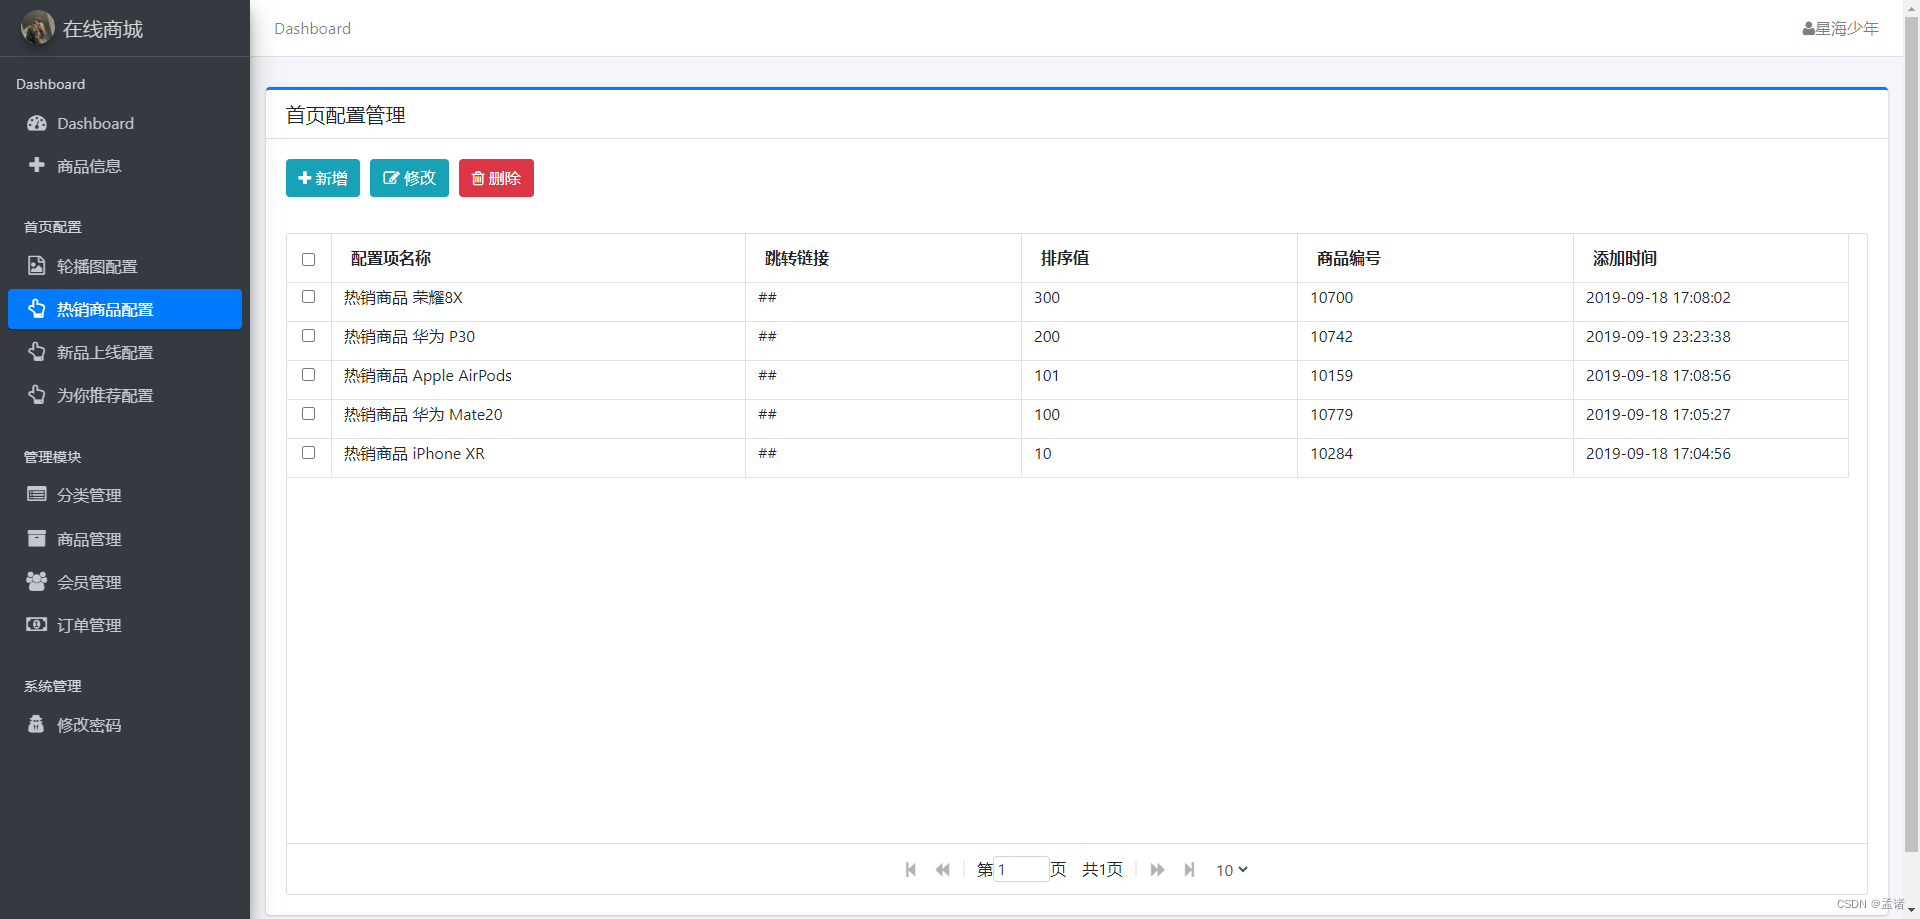 在线商城
Dashboard
星海少年
Dashboard
Dashboard
商品信息
首页配置
轮播图配置
热销商品配置
新品上线配置
为你推荐配置
管理模块
分类管理
商品管理
会员管理
订单管理
系统管理
修改密码
首页配置管理
新增 修改 删除
配置项名称 跳转链接 排序值 商品编号 添加时间
热销商品 荣耀8X ## 300 10700 2019-09-18 17:08:02
热销商品 华为 P30 ## 200 10742 2019-09-19 23:23:38
热销商品 Apple AirPods ## 101 10159 2019-09-18 17:08:56
热销商品 华为 Mate20 ## 100 10779 2019-09-18 17:05:27
热销商品 iPhone XR ## 10 10284 2019-09-18 17:04:56
第 1 页 共1页 10
CSDN @孟诸